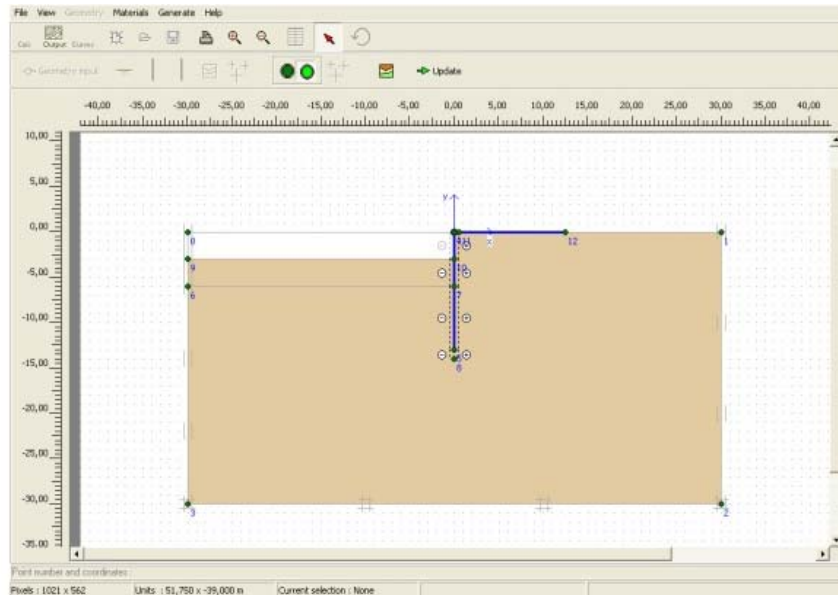 File View Geometry Materials Generate Help
Calc Output Curves
Geometry input Update
-40,00 -35,00 -30,00 -25,00 -20,00 -15,00 -10,00 -5,00 0,00 5,00 10,00 15,00 20,00 25,00 30,00 35,00 40,00
10,00
5,00
y
0,00
0 x 12 1
-5,00
9 10
6 7
-10,00
-15,00
8
-20,00
-25,00
-30,00
3 2
-35,00
Point number and coordinates :
Pixels : 1021 x 562 Units : 51,750 x -39,000 m Current selection : None